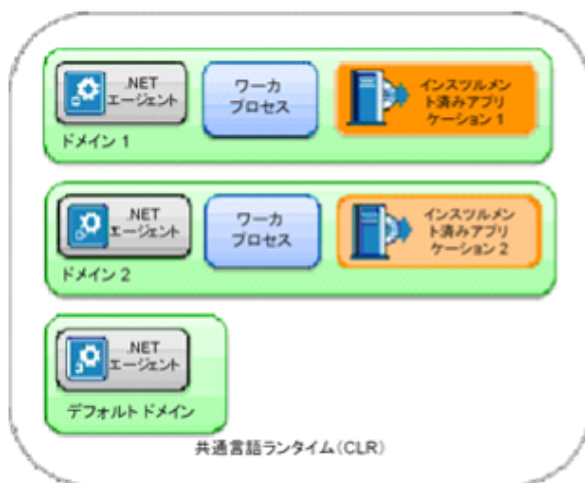 .NET
エージェント
ワーカ
プロセス
インスツルメン
ト済みアプリ
ケーション 1
ドメイン 1
.NET
エージェント
ワーカ
プロセス
インスツルメン
ト済みアプリ
ケーション 2
ドメイン 2
.NET
エージェント
デフォルトドメイン
共通言語ランタイム(CLR)